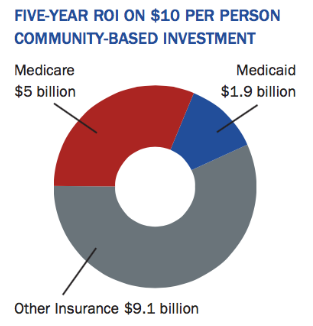 FIVE-YEAR ROI ON $10 PER PERSON
COMMUNITY-BASED INVESTMENT
Medicare
$5 billion
Medicaid
$1.9 billion
Other Insurance $9.1 billion